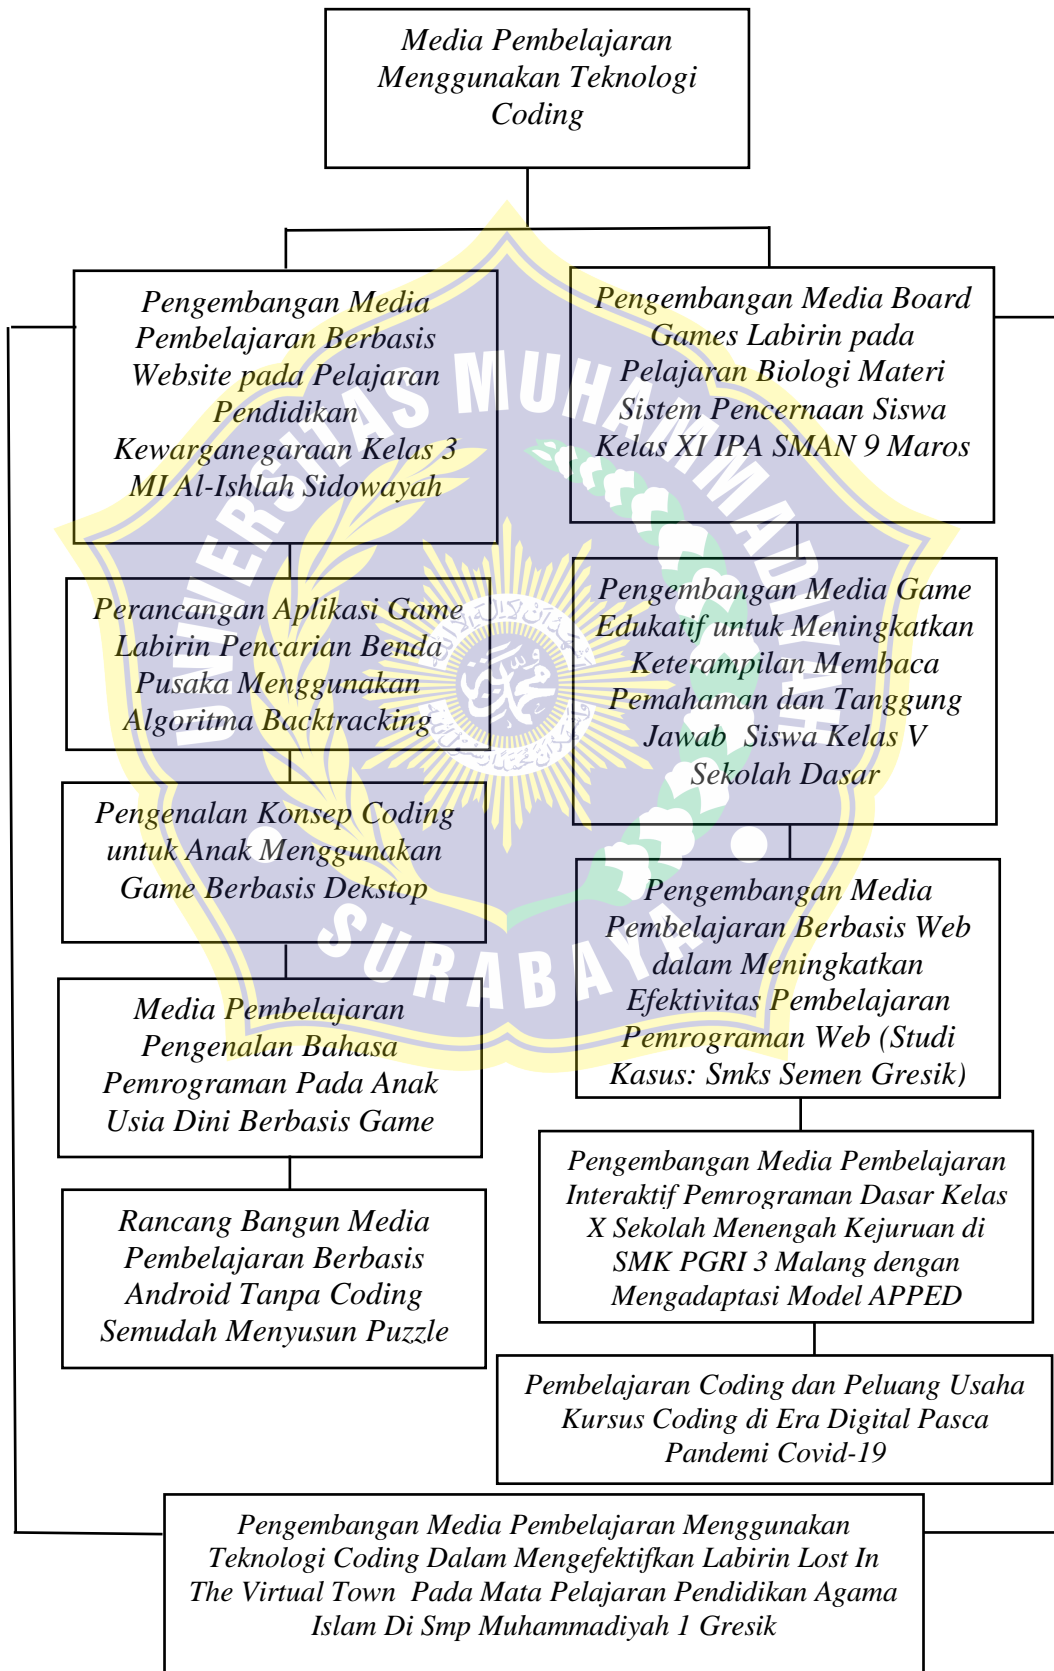 Media Pembelajaran
Menggunakan Teknologi
Coding
Pengembangan Media
Pembelajaran Berbasis
Website pada Pelajaran
Pendidikan
Kewarganegaraan Kelas 3
MI Al-Ishlah Sidowayah
Perancangan Aplikasi Game
Labirin Pencarian Benda
Pusaka Menggunakan
Algoritma Backtracking
Pengenalan Konsep Coding
untuk Anak Menggunakan
Game Berbasis Dekstop
Media Pembelajaran
Pengenalan Bahasa
Pemrograman Pada Anak
Usia Dini Berbasis Game
Rancang Bangun Media
Pembelajaran Berbasis
Android Tanpa Coding
Semudah Menyusun Puzzle
Pengembangan Media Board
Games Labirin pada
Pelajaran Biologi Materi
Sistem Pencernaan Siswa
Kelas XI IPA SMAN 9 Maros
Pengembangan Media Game
Edukatif untuk Meningkatkan
Keterampilan Membaca
Pemahaman dan Tanggung
Jawab Siswa Kelas V
Sekolah Dasar
Pengembangan Media
Pembelajaran Berbasis Web
dalam Meningkatkan
Efektivitas Pembelajaran
Pemrograman Web (Studi
Kasus: Smks Semen Gresik)
Pengembangan Media Pembelajaran
Interaktif Pemrograman Dasar Kelas
X Sekolah Menengah Kejuruan di
SMK PGRI 3 Malang dengan
Mengadaptasi Model APPED
Pembelajaran Coding dan Peluang Usaha
Kursus Coding di Era Digital Pasca
Pandemi Covid-19
Pengembangan Media Pembelajaran Menggunakan
Teknologi Coding Dalam Mengefektifkan Labirin Lost In
The Virtual Town Pada Mata Pelajaran Pendidikan Agama
Islam Di Smp Muhammadiyah 1 Gresik
UNIVERSITAS MUHAMMADIYAH
SURABAYA